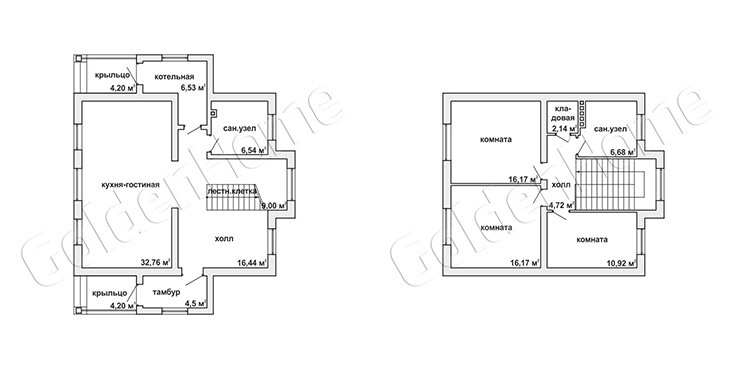 крыльцо
4,20 м²
котельная
6,53 м²
сан.узел
6,54 м²
кухня-гостиная
32,76 м²
лестн.клетка
9,00 м²
холл
16,44 м²
крыльцо
4,20 м²
тамбур
4,5 м²
GoldenHome
комната
16,17 м²
кла-
довая
2,14 м²
сан.узел
6,68 м²
холл
4,72 м²
комната
16,17 м²
комната
10,92 м²
GoldenHome